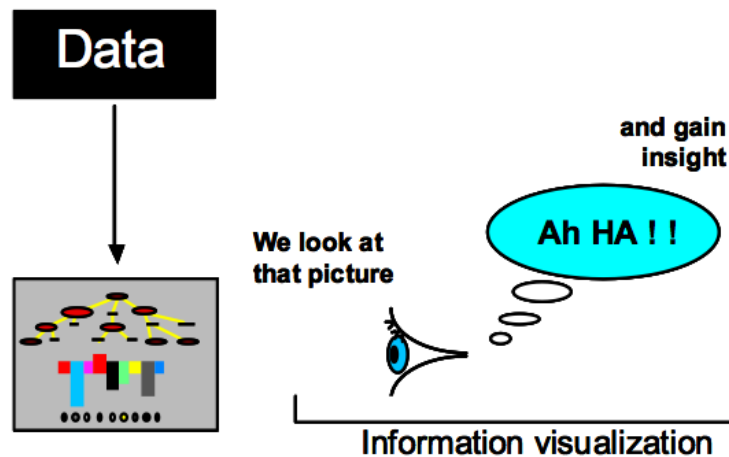 Data
and gain
insight
Ah HA ! !
We look at
that picture
Information visualization